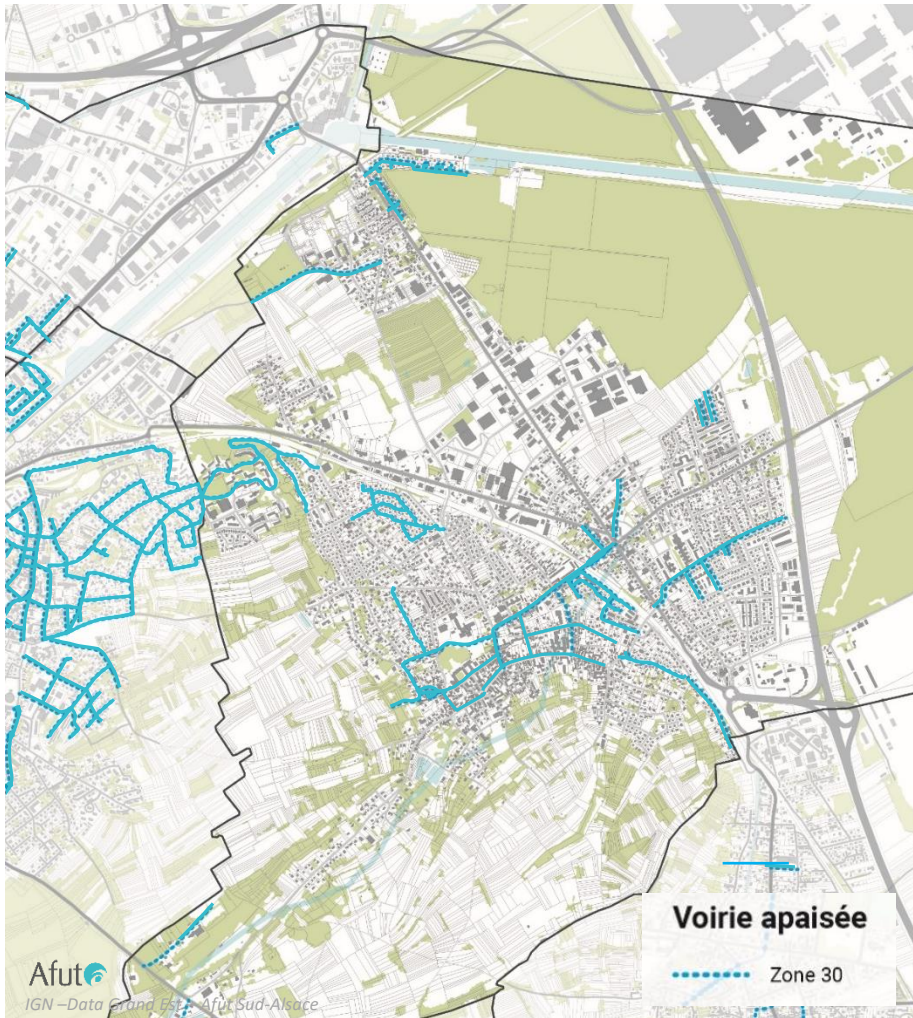 Voirie apaisée
Zone 30
Afut
IGN –Data Grand Est – Afut Sud-Alsace